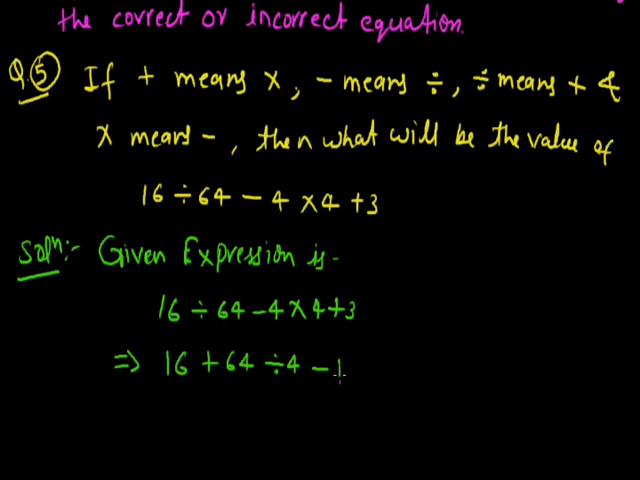 the correct or incorrect equation.
Q.5 If + means ×, - means ÷, ÷ means + &
× means -, then what will be the value of
16 ÷ 64 - 4 × 4 + 3
Soln:- Given Expression is -
16 ÷ 64 - 4 × 4 + 3
⇒ 16 + 64 ÷ 4 -